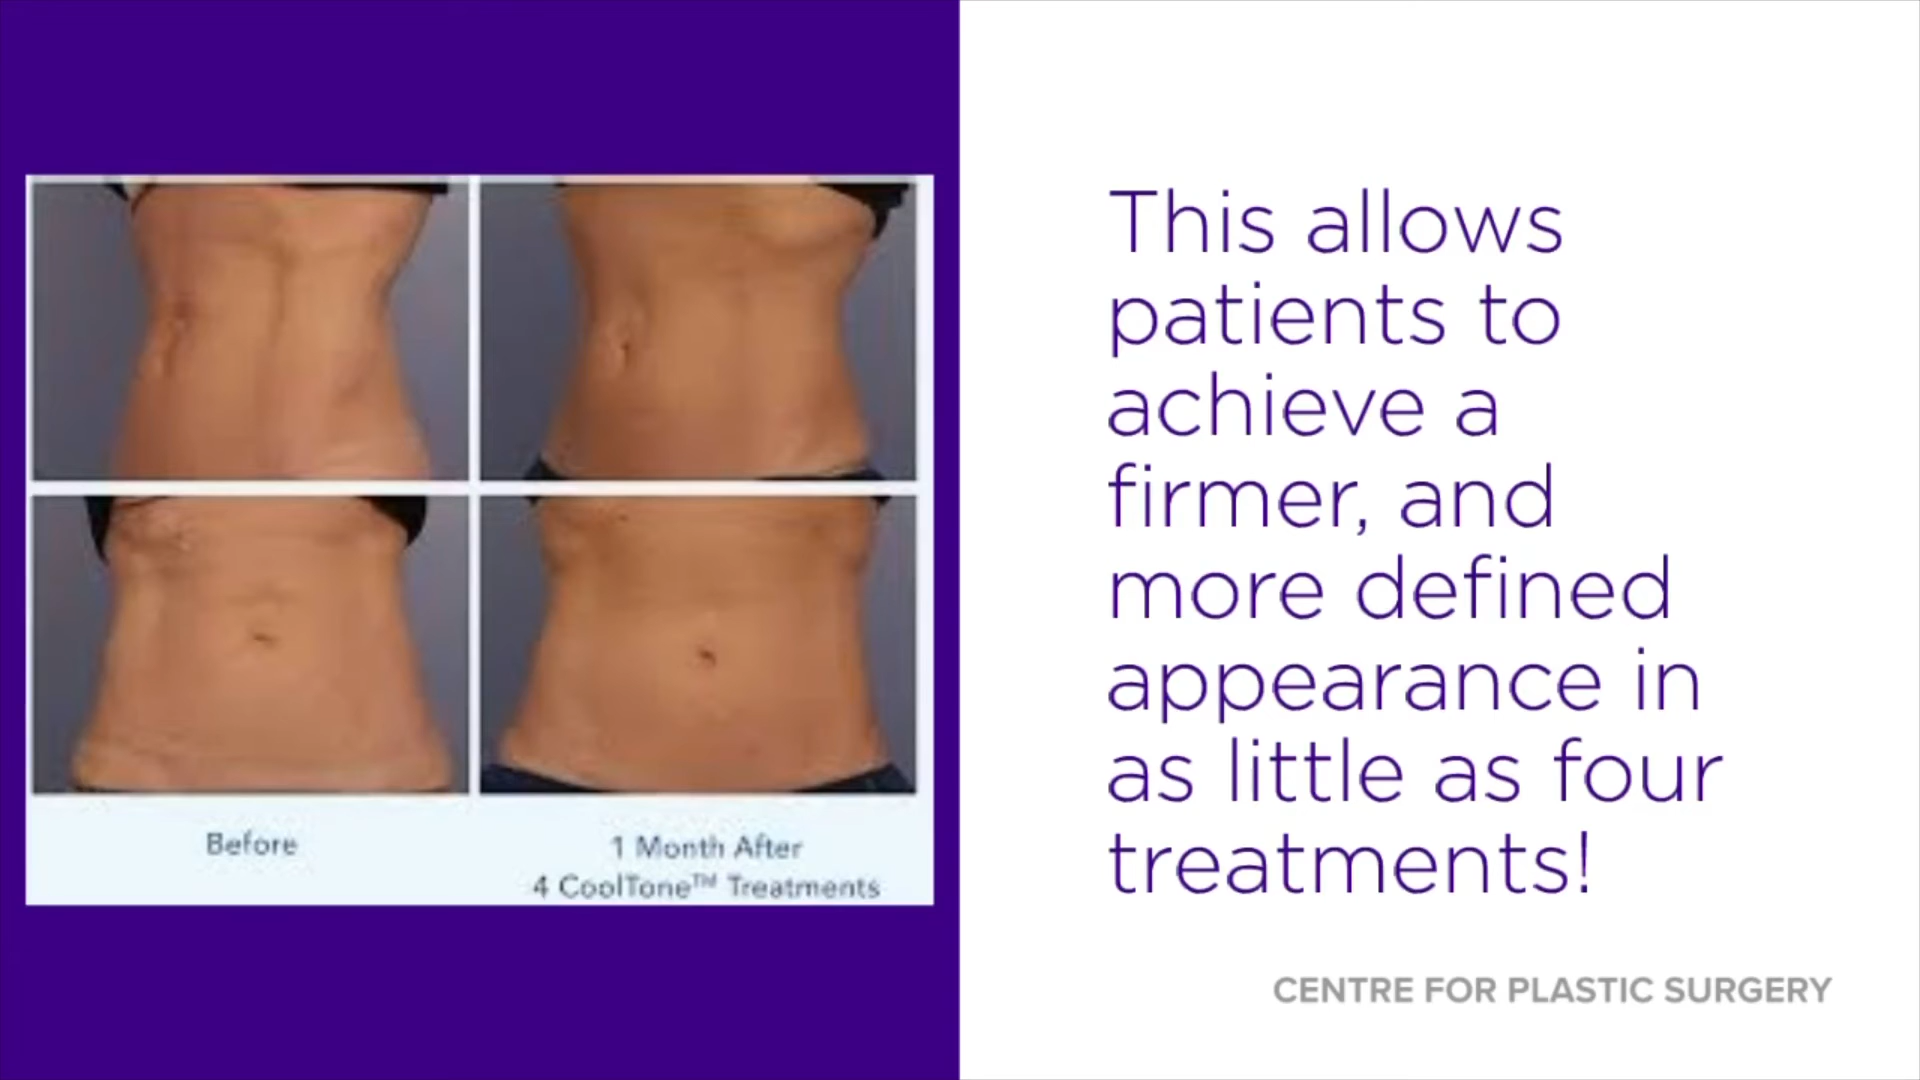 Before
1 Month After
4 CoolTone™ Treatments
This allows
patients to
achieve a
firmer, and
more defined
appearance in
as little as four
treatments!
CENTRE FOR PLASTIC SURGERY